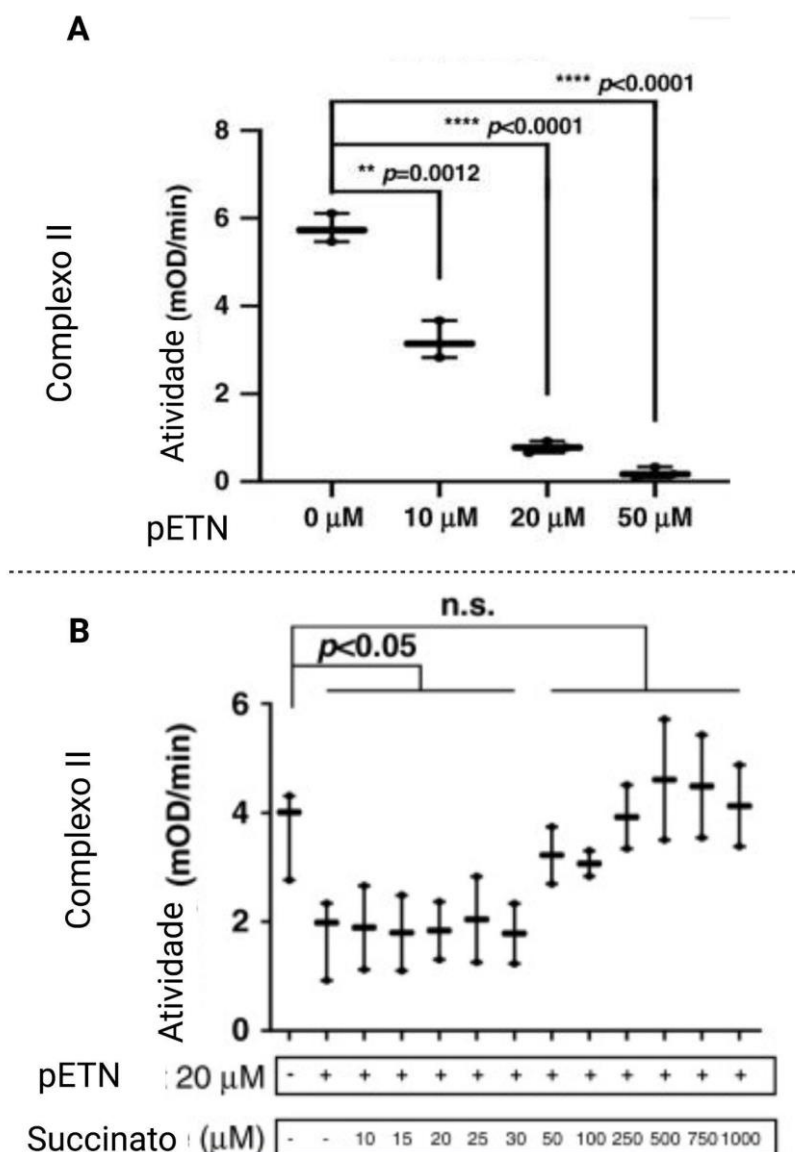 A
**** p<0.0001
**** p<0.0001
** p=0.0012
Complexo II
Atividade (mOD/min)
8
6
4
2
0
pETN
0 µM 10 µM 20 µM 50 µM
B
n.s.
p<0.05
Complexo II
Atividade (mOD/min)
6
4
2
0
pETN : 20 µM - + + + + + + + + + + + +
Succinato (µM) - - 10 15 20 25 30 50 100 250 500 750 1000